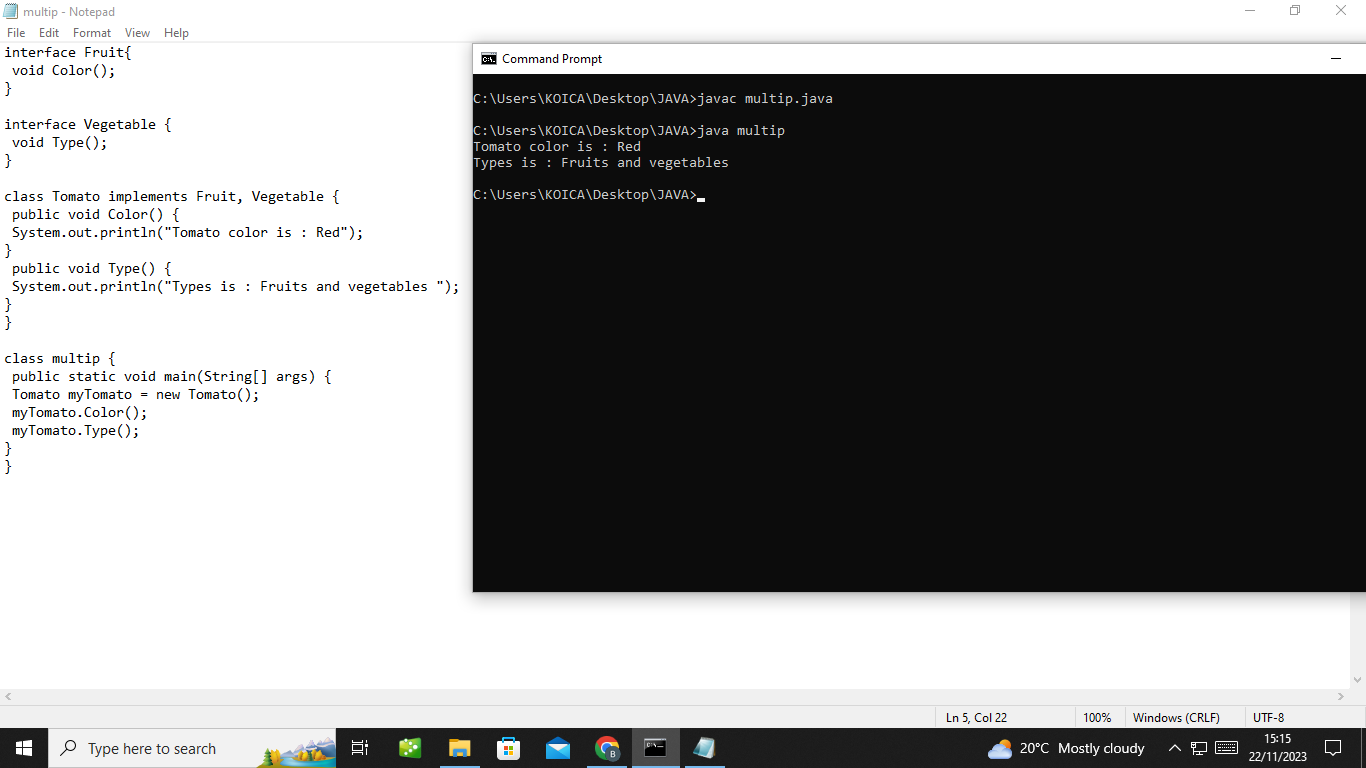 multip - Notepad
File Edit Format View Help
interface Fruit{
void Color();
}
interface Vegetable {
void Type();
}
class Tomato implements Fruit, Vegetable {
public void Color() {
System.out.println("Tomato color is : Red");
}
public void Type() {
System.out.println("Types is : Fruits and vegetables ");
}
}
class multip {
public static void main(String[] args) {
Tomato myTomato = new Tomato();
myTomato.Color();
myTomato.Type();
}
}
Command Prompt
C:\Users\KOICA\Desktop\JAVA>javac multip.java
C:\Users\KOICA\Desktop\JAVA>java multip
Tomato color is : Red
Types is : Fruits and vegetables
C:\Users\KOICA\Desktop\JAVA>
Ln 5, Col 22 100% Windows (CRLF) UTF-8
Type here to search
B
20°C Mostly cloudy
15:15
22/11/2023